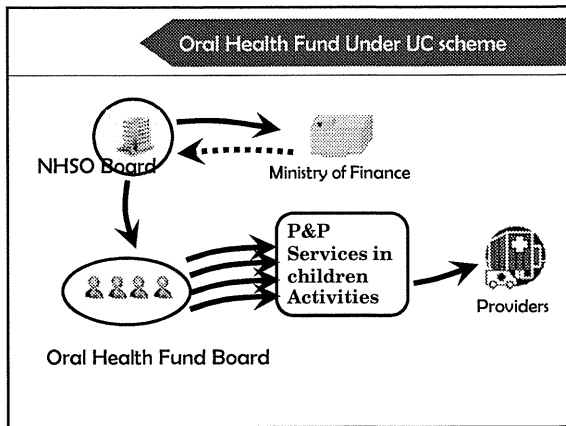 Oral Health Fund Under UC scheme
NHSO Board
Ministry of Finance
P&P
Services in
children
Activities
Providers
Oral Health Fund Board